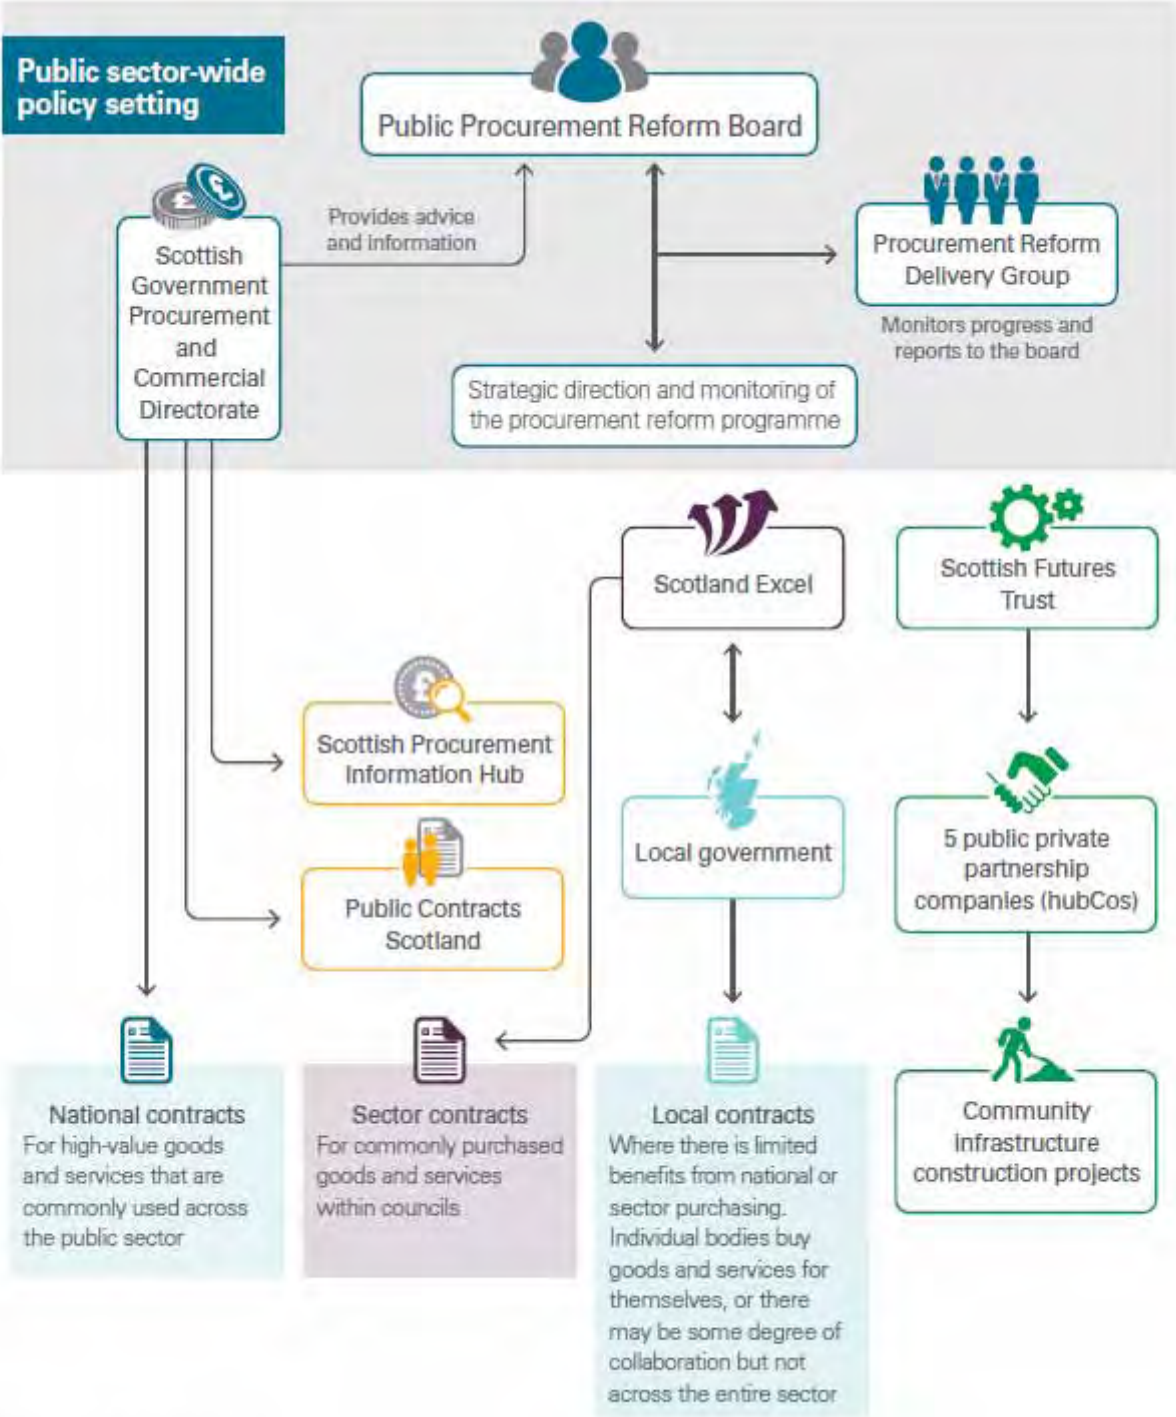 Public sector-wide
policy setting
Public Procurement Reform Board
Provides advice
and information
Scottish
Government
Procurement
and
Commercial
Directorate
Procurement Reform
Delivery Group
Monitors progress and
reports to the board
Strategic direction and monitoring of
the procurement reform programme
Scotland Excel
Scottish Futures
Trust
Scottish Procurement
Information Hub
Local government
5 public private
partnership
companies (hubCos)
Public Contracts
Scotland
National contracts
For high-value goods
and services that are
commonly used across
the public sector
Sector contracts
For commonly purchased
goods and services
within councils
Local contracts
Where there is limited
benefits from national or
sector purchasing.
Individual bodies buy
goods and services for
themselves, or there
may be some degree of
collaboration but not
across the entire sector
Community
infrastructure
construction projects